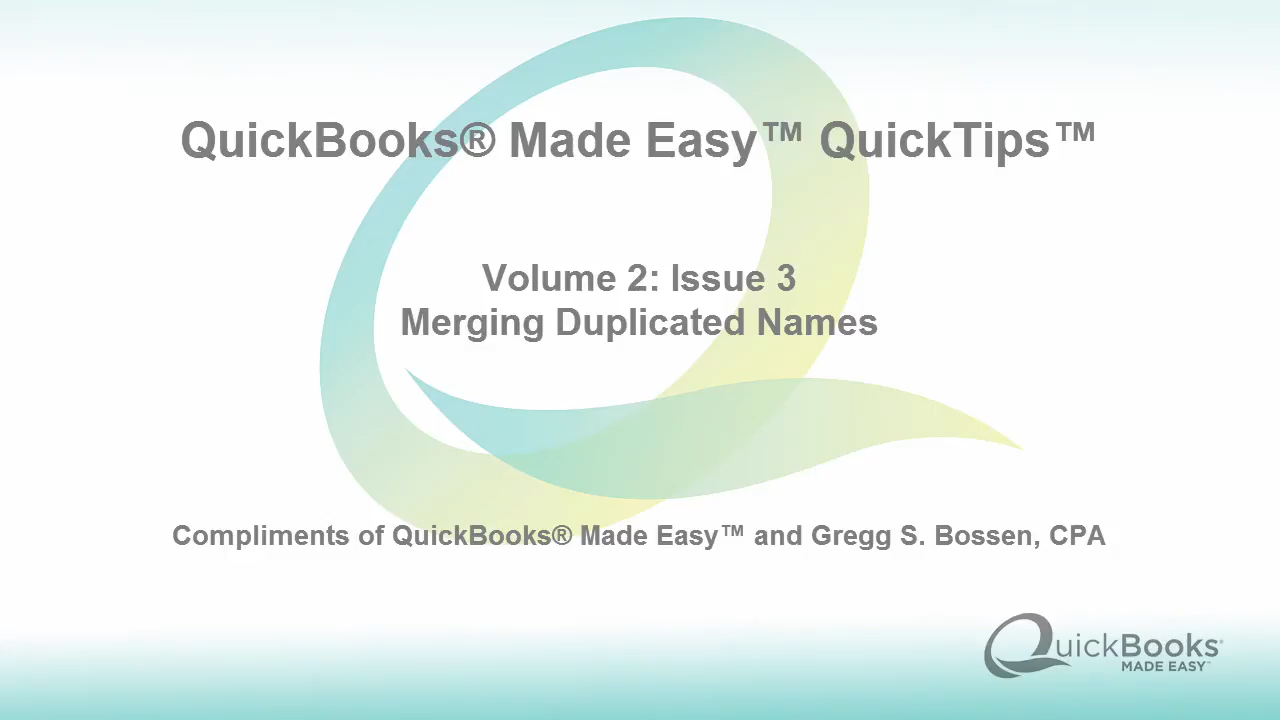 QuickBooks® Made Easy™ QuickTips™
Volume 2: Issue 3
Merging Duplicated Names
Compliments of QuickBooks® Made Easy™ and Gregg S. Bossen, CPA
QuickBooks®
MADE EASY™